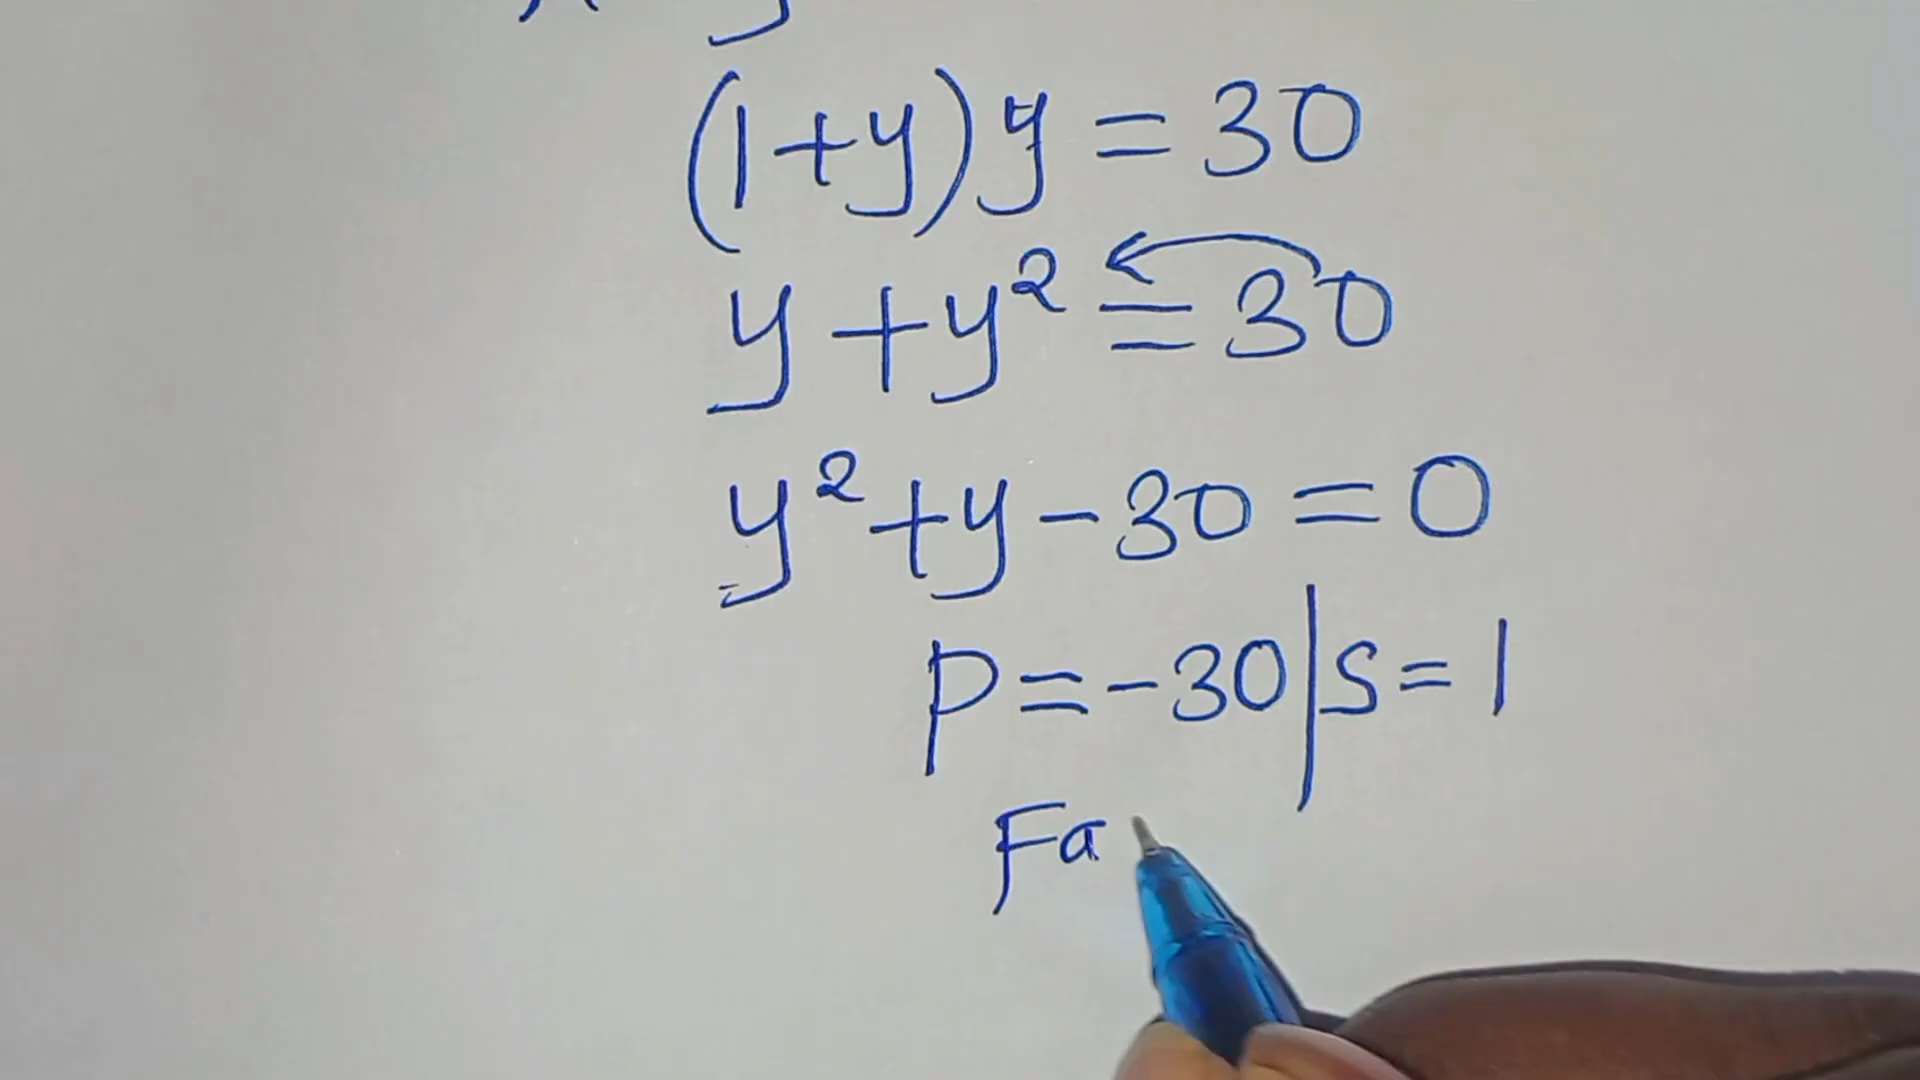 (1+y)y = 30
y + y² = 30
y² + y - 30 = 0
P = -30 | S = 1
Fa